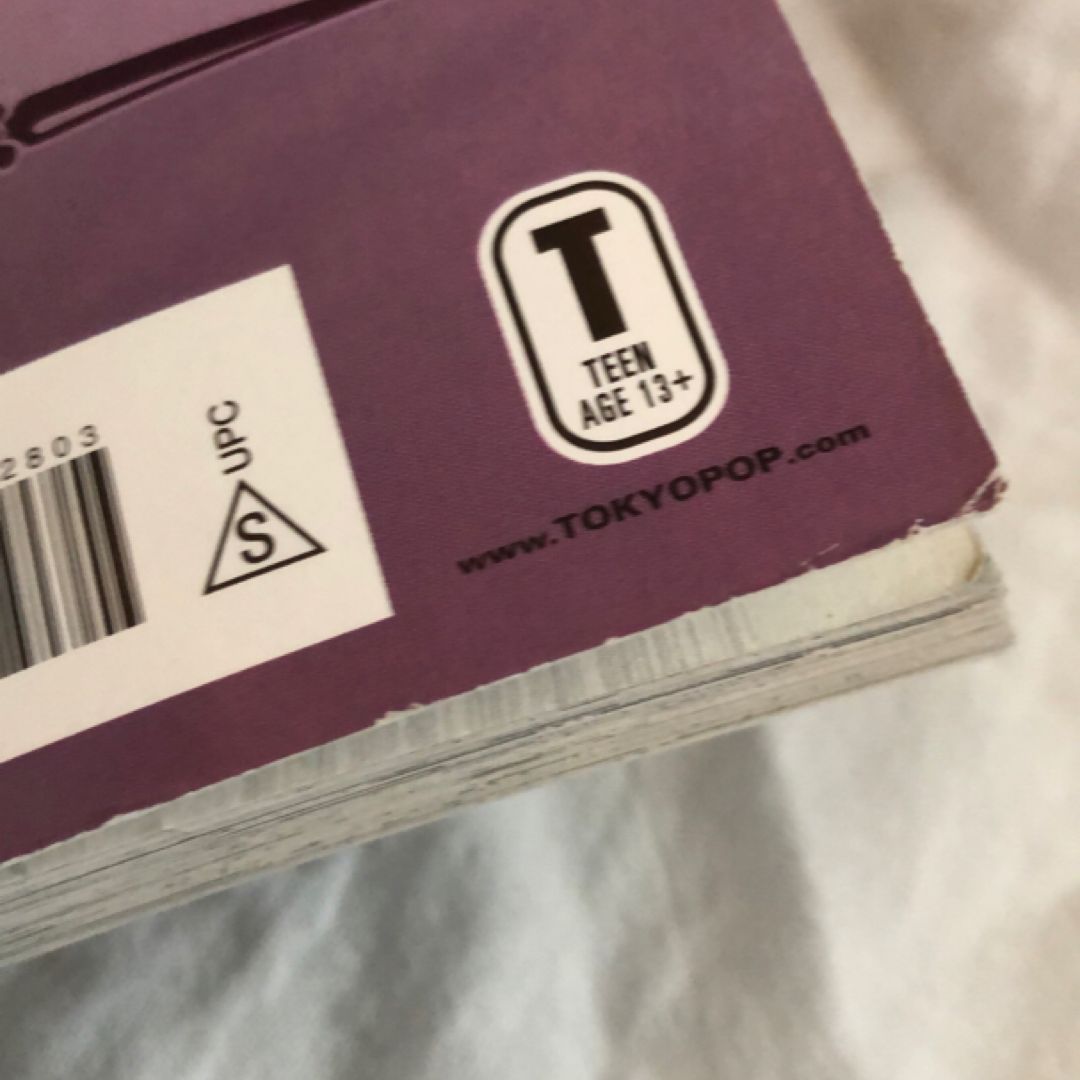 T
TEEN
AGE 13+
www.TOKYOPOP.com
2803
UPC
S